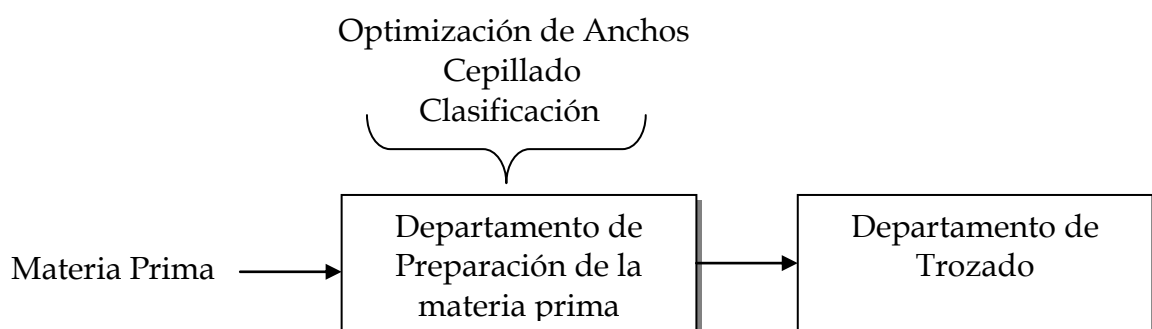 Optimización de Anchos
Cepillado
Clasificación
Materia Prima
Departamento de
Preparación de la
materia prima
Departamento de
Trozado